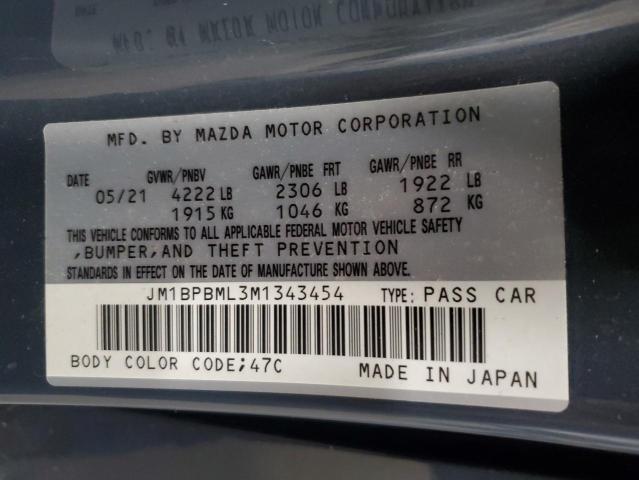 MFD. BY MAZDA MOTOR CORPORATION
DATE GVWR/PNBV GAWR/PNBE FRT GAWR/PNBE RR
05/21 4222 LB 2306 LB 1922 LB
1915 KG 1046 KG 872 KG
THIS VEHICLE CONFORMS TO ALL APPLICABLE FEDERAL MOTOR VEHICLE SAFETY
,BUMPER,AND THEFT PREVENTION
STANDARDS IN EFFECT ON THE DATE OF MANUFACTURE SHOWN ABOVE.
JM1BPBML3M1343454 TYPE: PASS CAR
BODY COLOR CODE;47C MADE IN JAPAN